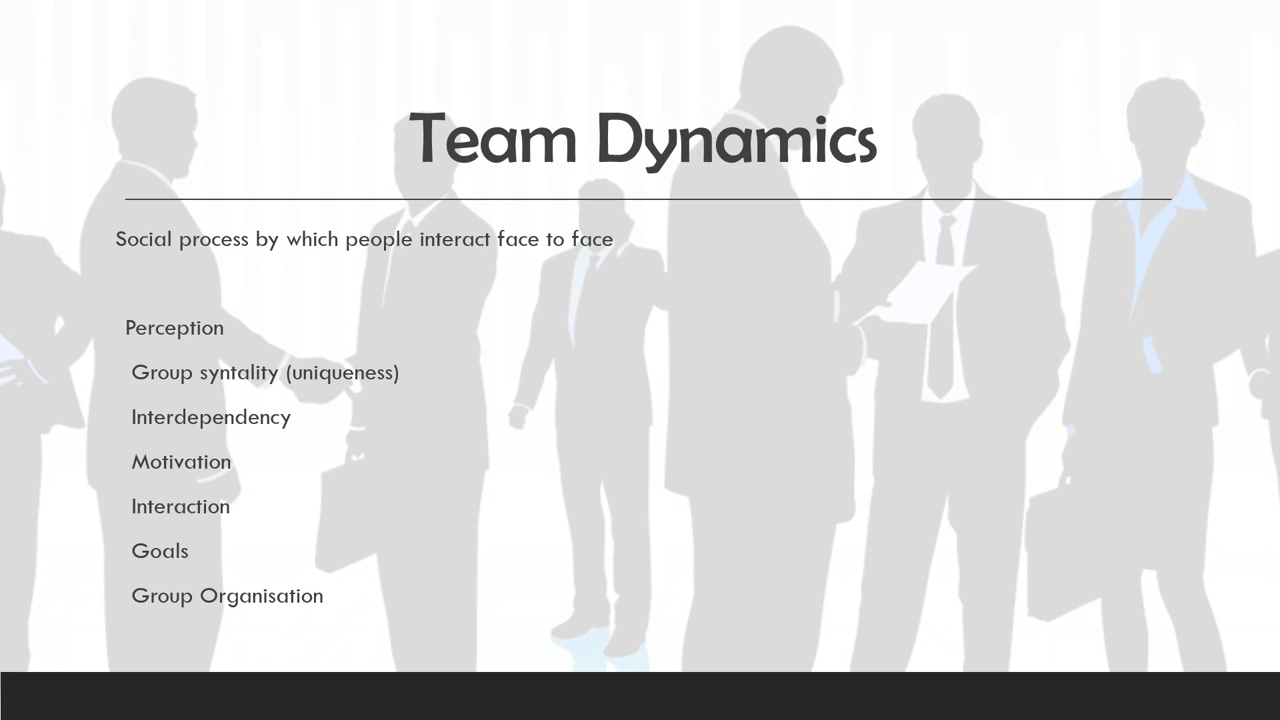 Team Dynamics
Social process by which people interact face to face
Perception
Group syntality (uniqueness)
Interdependency
Motivation
Interaction
Goals
Group Organisation